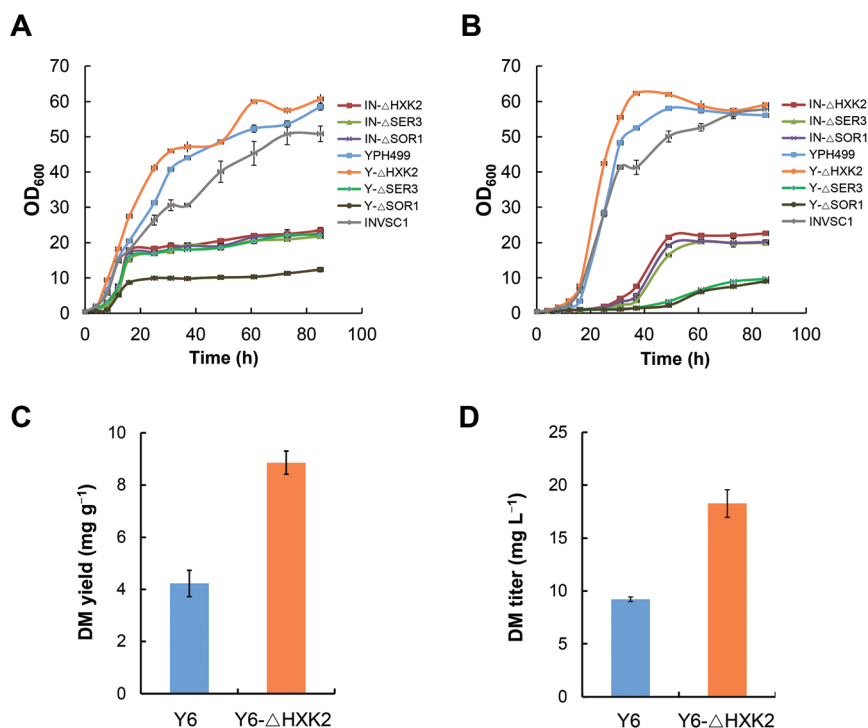 A
OD600
70
60
50
40
30
20
10
0
0 20 40 60 80 100
Time (h)
IN-△HXK2
IN-△SER3
IN-△SOR1
YPH499
Y-△HXK2
Y-△SER3
Y-△SOR1
INVSC1
B
OD600
70
60
50
40
30
20
10
0
0 20 40 60 80 100
Time (h)
IN-△HXK2
IN-△SER3
IN-△SOR1
YPH499
Y-△HXK2
Y-△SER3
Y-△SOR1
INVSC1
C
DM yield (mg g⁻¹)
10
8
6
4
2
0
Y6 Y6-△HXK2
D
DM titer (mg L⁻¹)
25
20
15
10
5
0
Y6 Y6-△HXK2